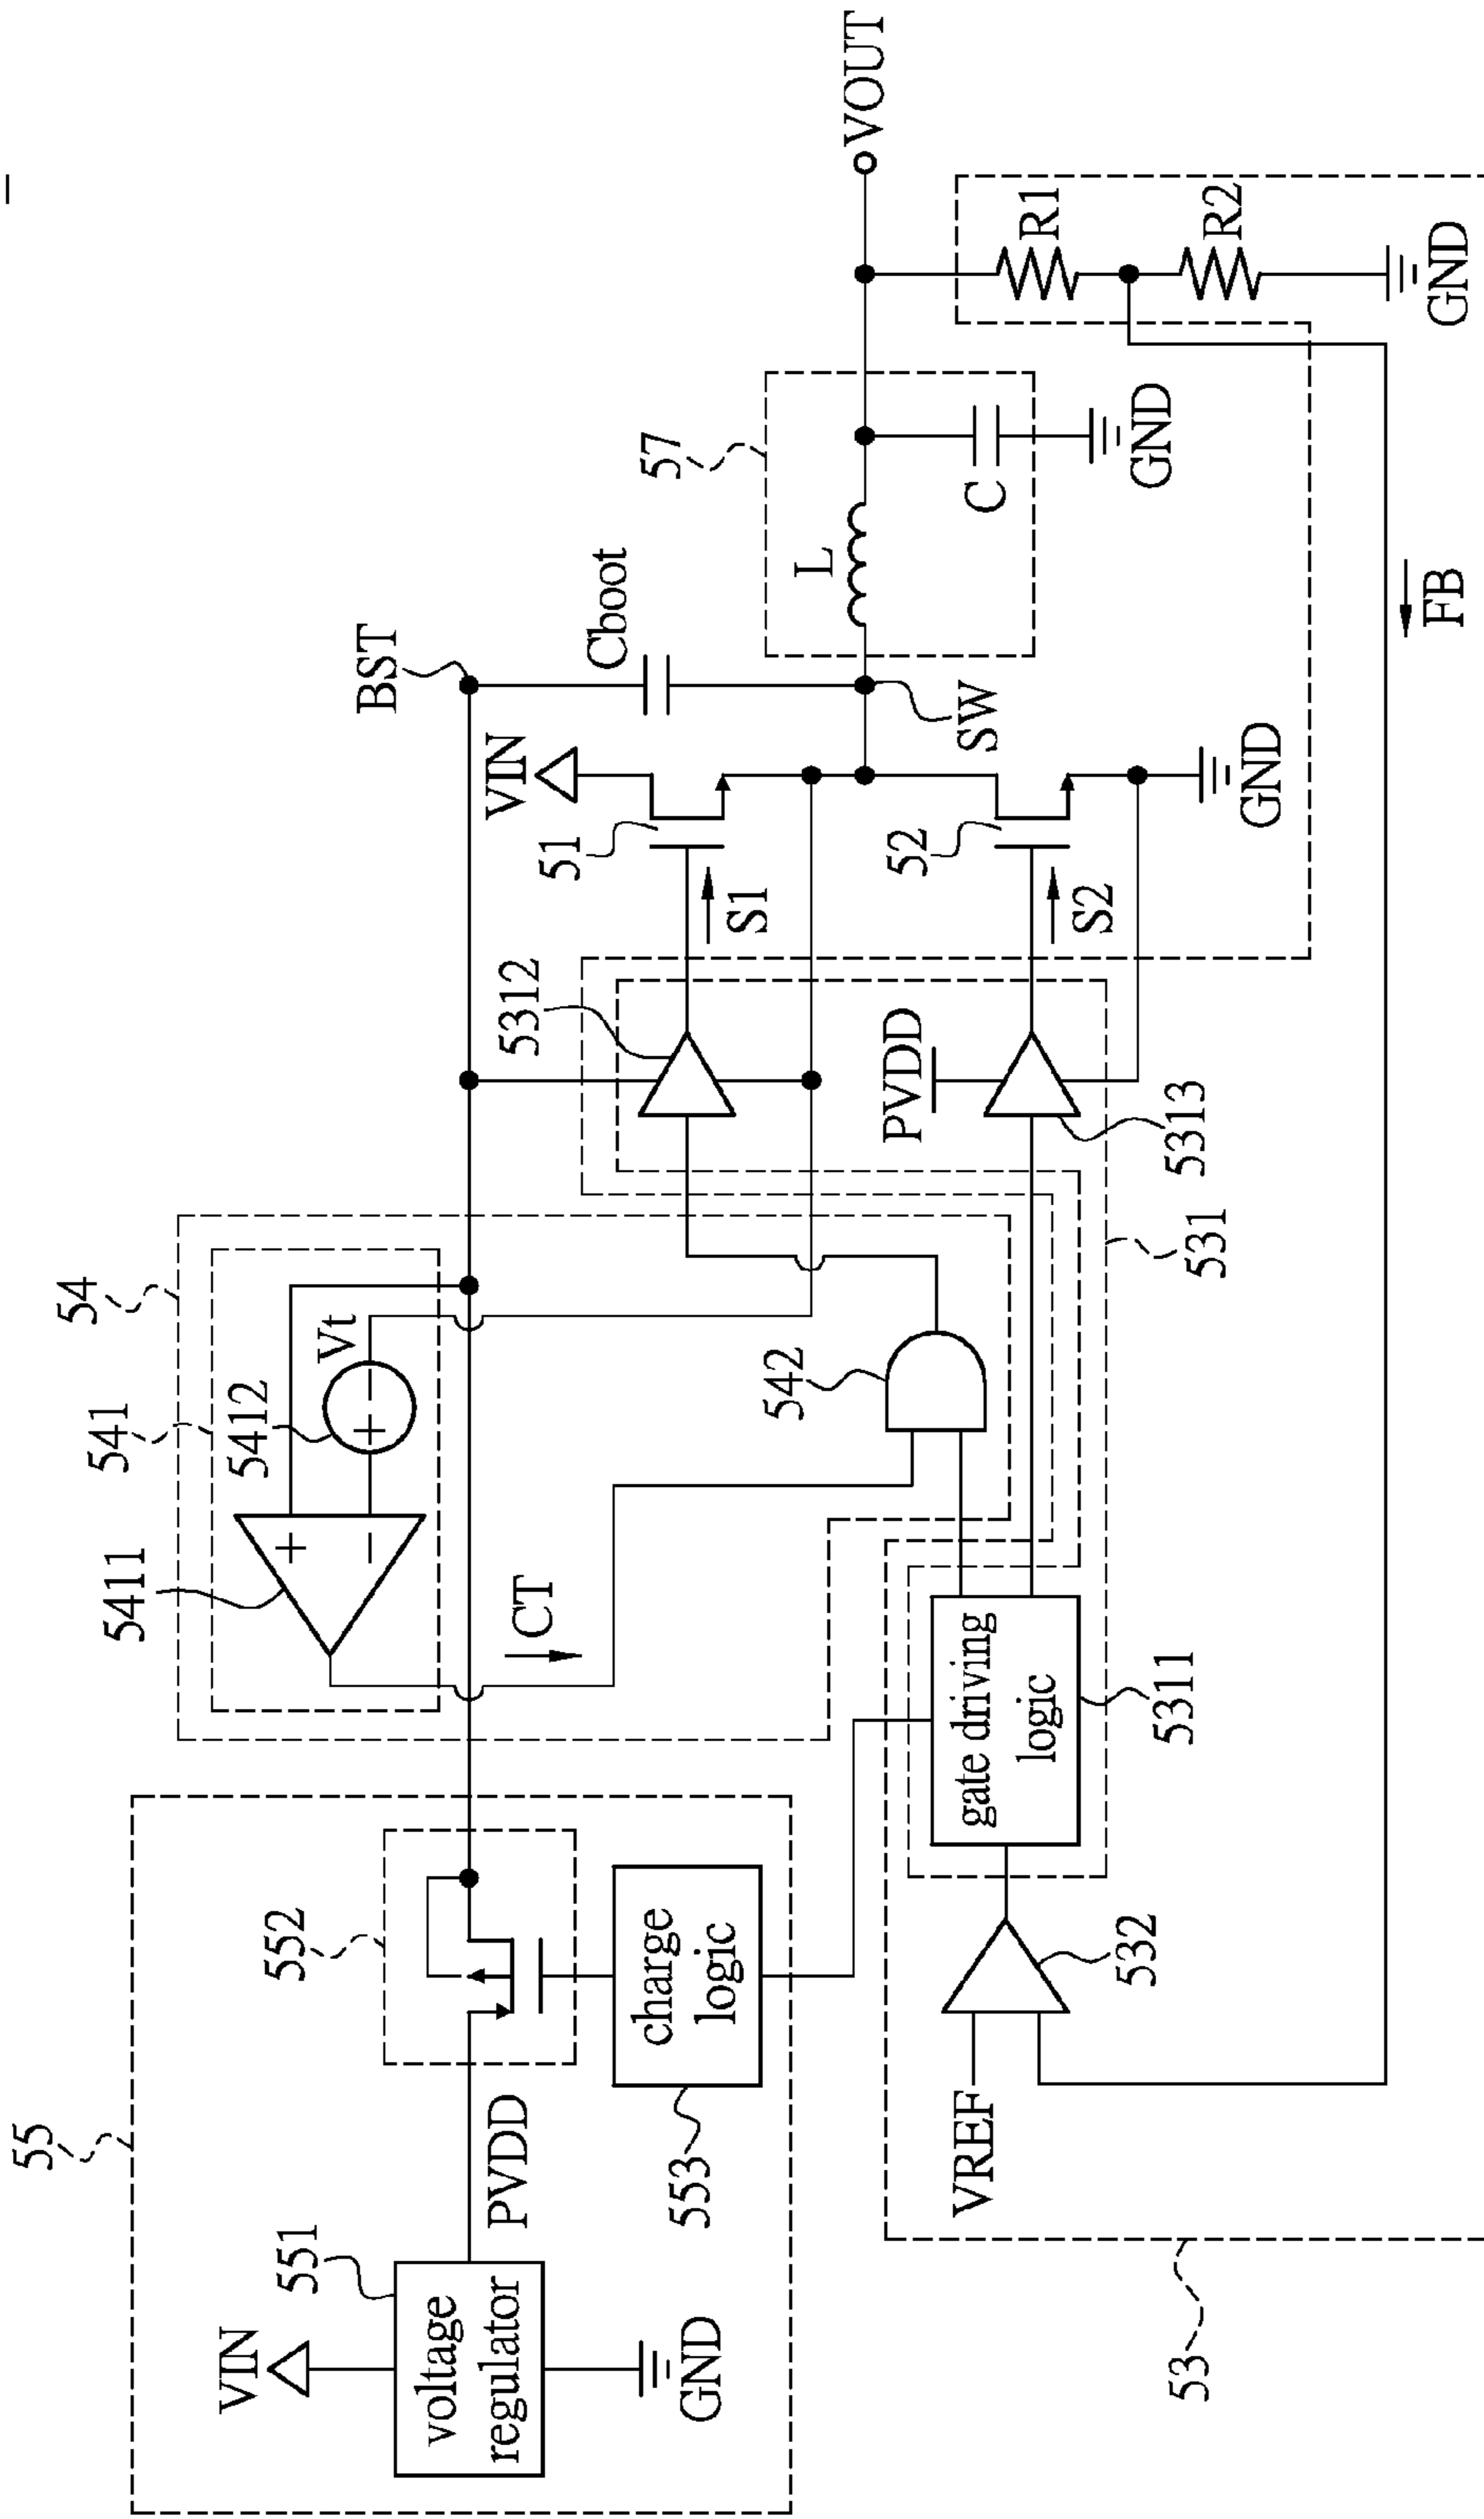 55
VIN
551
voltage
regulator
GND
PVDD
552
charge
logic
553
54
541
5411
5412
Vt
CT
542
BST
Cboot
VIN
51
S1
5312
SW
57
L
C
GND
VOUT
R1
R2
GND
PVDD
5313
52
S2
GND
531
gate driving
logic
5311
532
VREF
53
FB